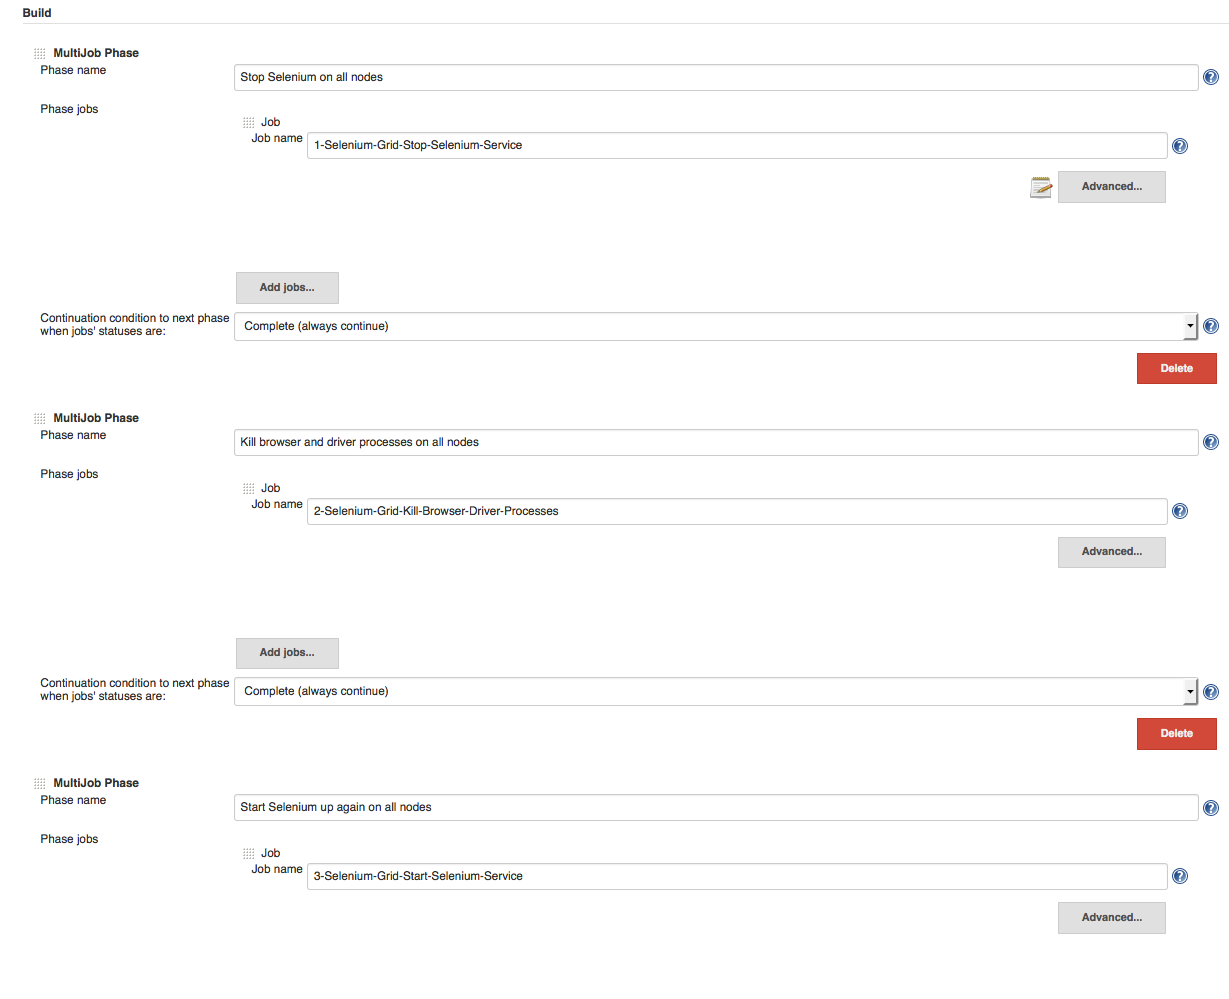 Build
MultiJob Phase
Phase name
Stop Selenium on all nodes
Phase jobs
Job
Job name
1-Selenium-Grid-Stop-Selenium-Service
Advanced...
Add jobs...
Continuation condition to next phase
when jobs' statuses are:
Complete (always continue)
Delete
MultiJob Phase
Phase name
Kill browser and driver processes on all nodes
Phase jobs
Job
Job name
2-Selenium-Grid-Kill-Browser-Driver-Processes
Advanced...
Add jobs...
Continuation condition to next phase
when jobs' statuses are:
Complete (always continue)
Delete
MultiJob Phase
Phase name
Start Selenium up again on all nodes
Phase jobs
Job
Job name
3-Selenium-Grid-Start-Selenium-Service
Advanced...